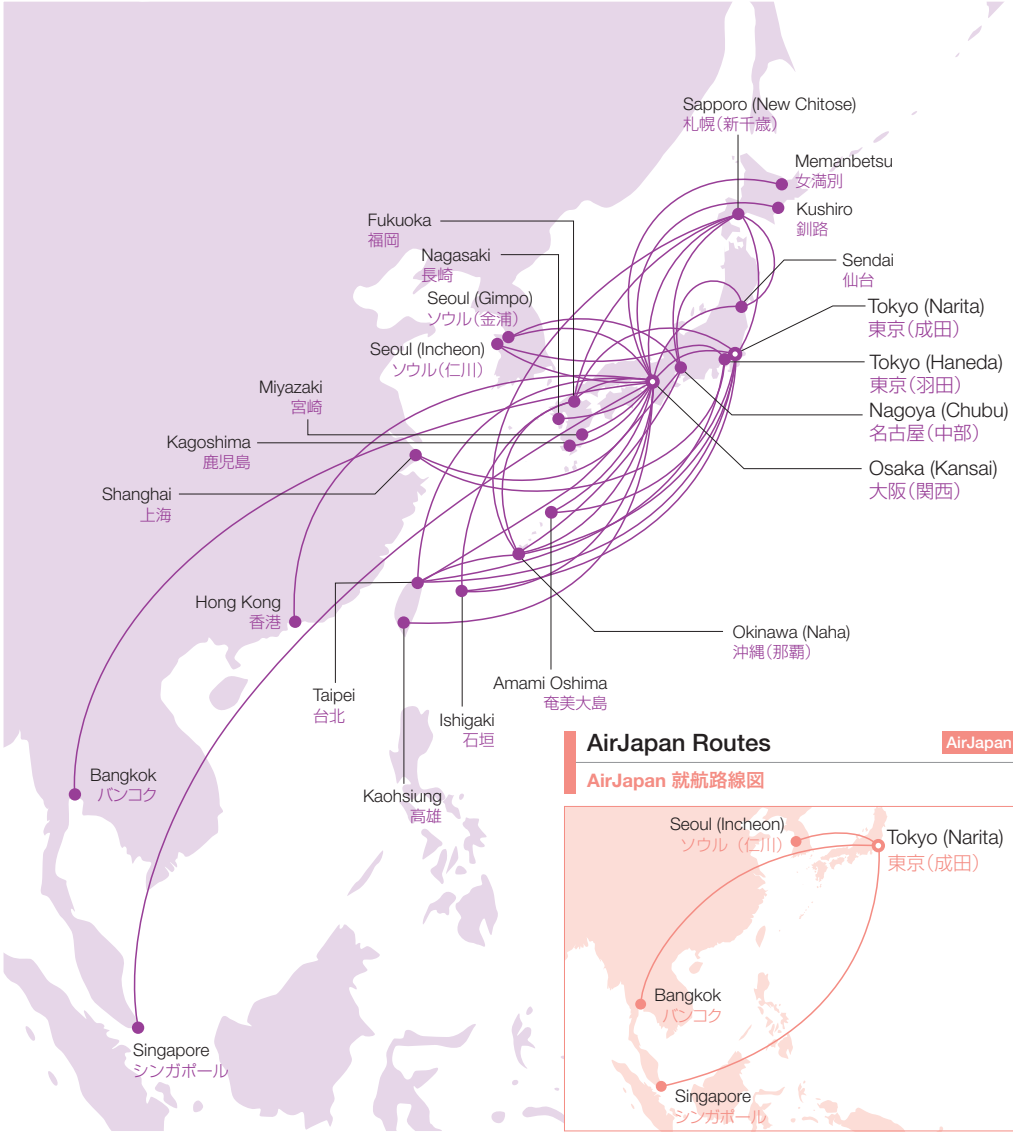 Sapporo (New Chitose)
札幌(新千歳)
Memanbetsu
女満別
Kushiro
釧路
Fukuoka
福岡
Nagasaki
長崎
Sendai
仙台
Seoul (Gimpo)
ソウル(金浦)
Tokyo (Narita)
東京(成田)
Seoul (Incheon)
ソウル(仁川)
Tokyo (Haneda)
東京(羽田)
Miyazaki
宮崎
Nagoya (Chubu)
名古屋(中部)
Kagoshima
鹿児島
Osaka (Kansai)
大阪(関西)
Shanghai
上海
Hong Kong
香港
Okinawa (Naha)
沖縄(那覇)
Taipei
台北
Amami Oshima
奄美大島
Ishigaki
石垣
Bangkok
バンコク
Kaohsiung
高雄
Singapore
シンガポール
AirJapan Routes
AirJapan
AirJapan 就航路線図
Seoul (Incheon)
ソウル (仁川)
Tokyo (Narita)
東京(成田)
Bangkok
バンコク
Singapore
シンガポール